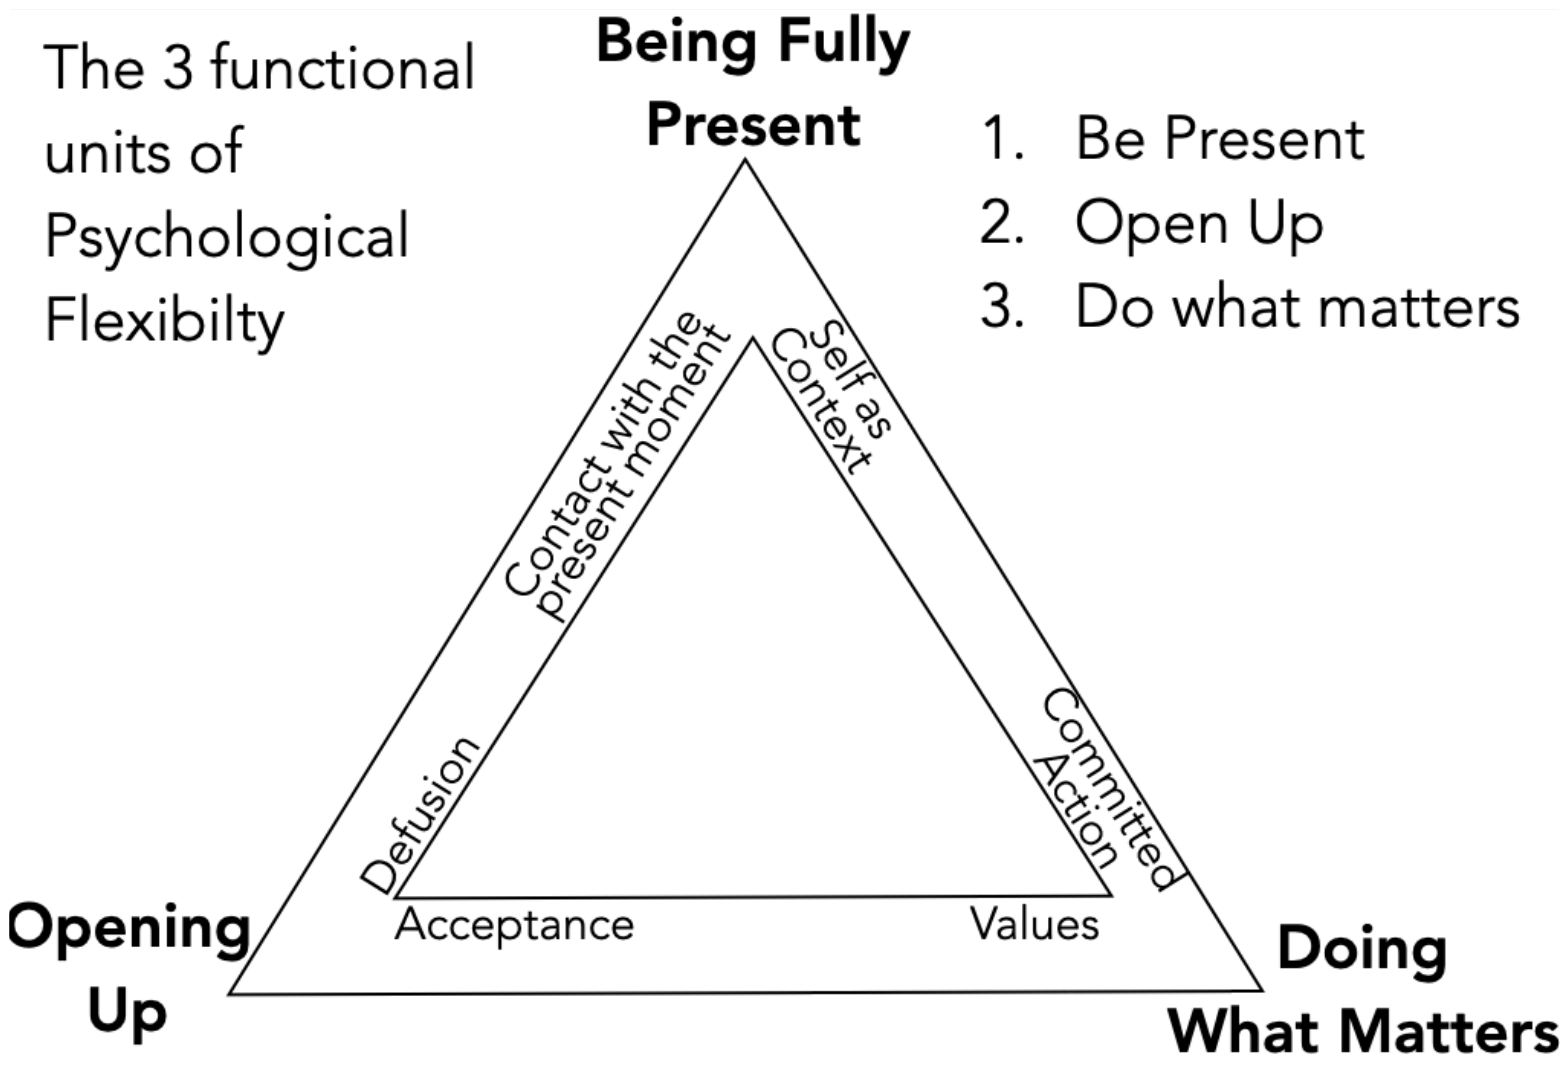 The 3 functional
units of
Psychological
Flexibilty
Being Fully
Present
1. Be Present
2. Open Up
3. Do what matters
Contact with the
present moment
Self as
Context
Defusion
Committed
Action
Acceptance
Values
Opening
Up
Doing
What Matters